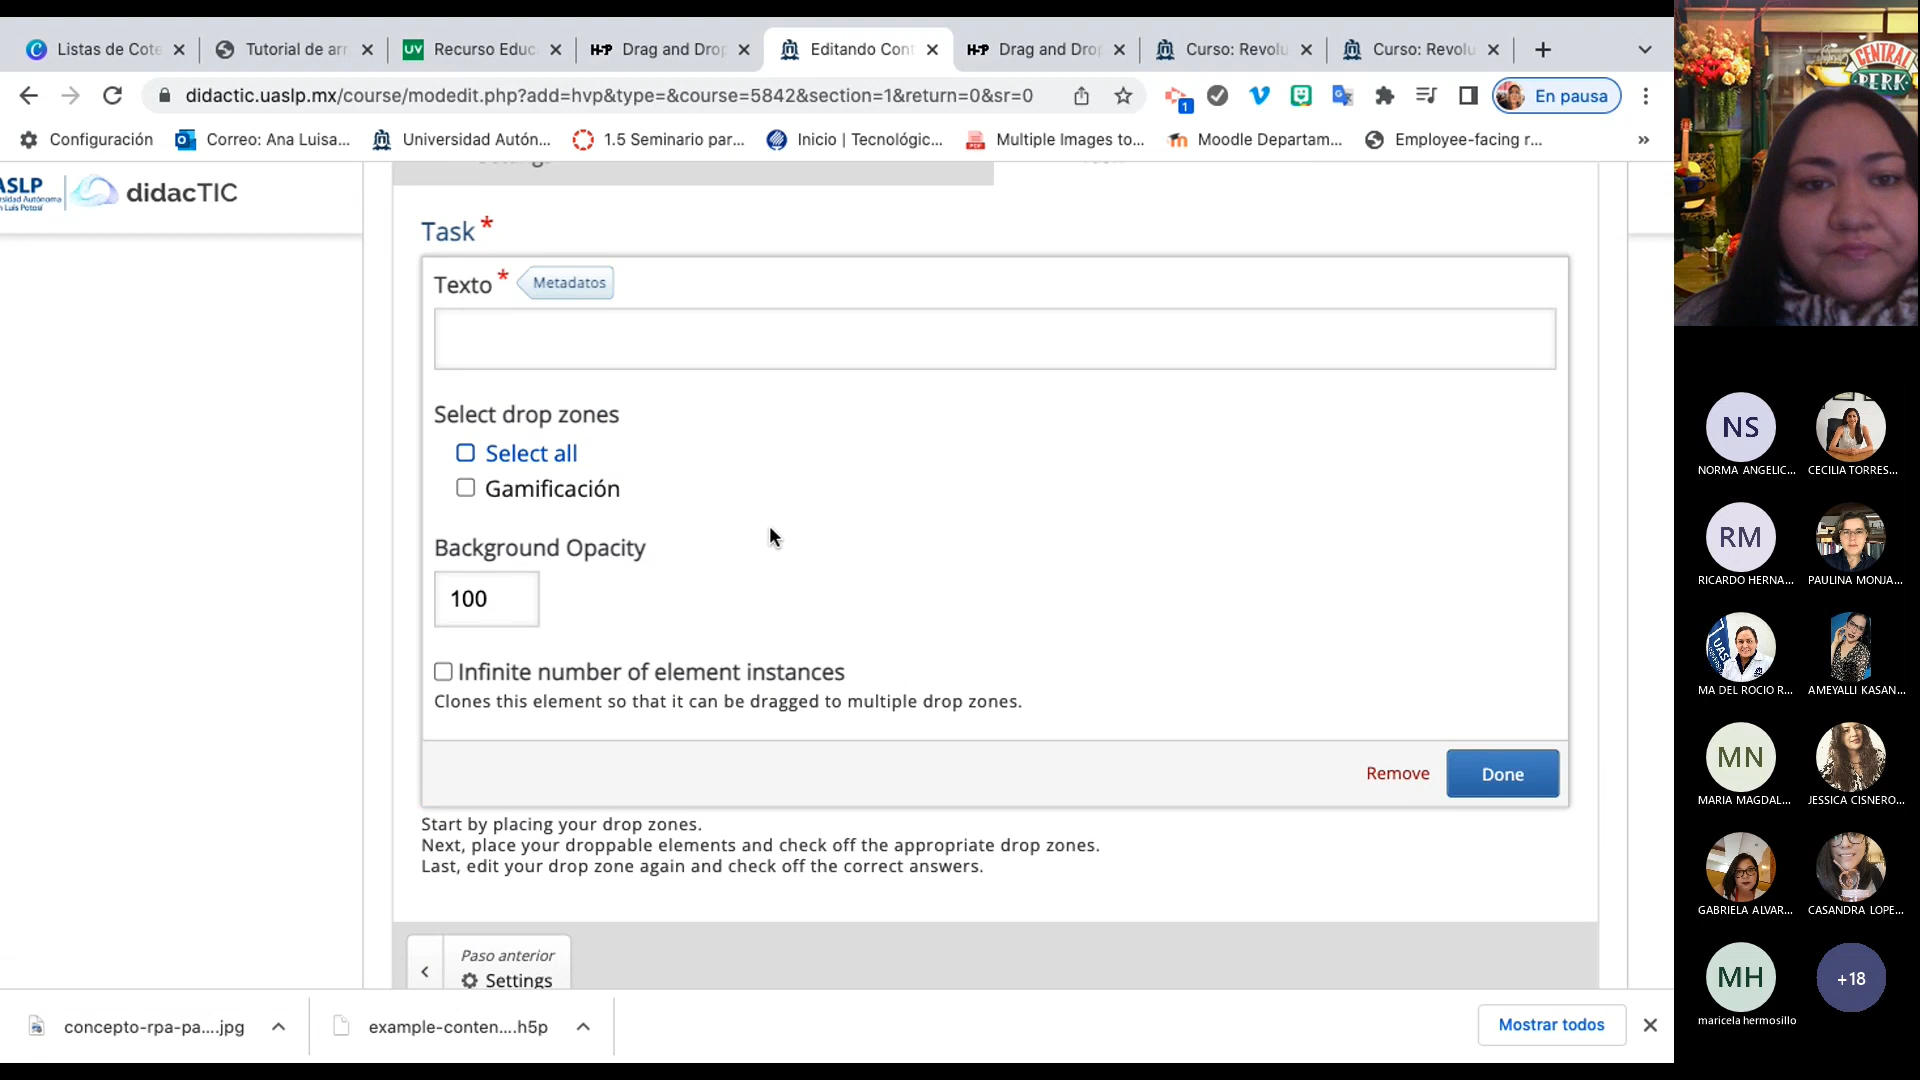 Listas de Cote
Tutorial de arr
UV Recurso Educ
H-P Drag and Drop
Editando Cont
H-P Drag and Drop
Curso: Revolu
Curso: Revolu
didactic.uaslp.mx/course/modedit.php?add=hvp&type=&course=5842&section=1&return=0&sr=0
1
En pausa
Configuración
Correo: Ana Luisa...
Universidad Autón...
1.5 Seminario par...
Inicio | Tecnológic...
Multiple Images to...
Moodle Departam...
Employee-facing r...
»
didacTIC
Task *
Texto * Metadatos
Select drop zones
Select all
Gamificación
Background Opacity
100
Infinite number of element instances
Clones this element so that it can be dragged to multiple drop zones.
Remove
Done
Start by placing your drop zones.
Next, place your droppable elements and check off the appropriate drop zones.
Last, edit your drop zone again and check off the correct answers.
Paso anterior
Settings
concepto-rpa-pa....jpg
example-conten....h5p
Mostrar todos
CENTRAL
PERK
NS
NORMA ANGELIC...
CECILIA TORRES...
RM
RICARDO HERNA...
PAULINA MONJA...
MA DEL ROCIO R...
AMEYALLI KASAN...
MN
MARIA MAGDAL...
JESSICA CISNERO...
GABRIELA ALVAR...
CASANDRA LOPE...
MH
maricela hermosillo
+18